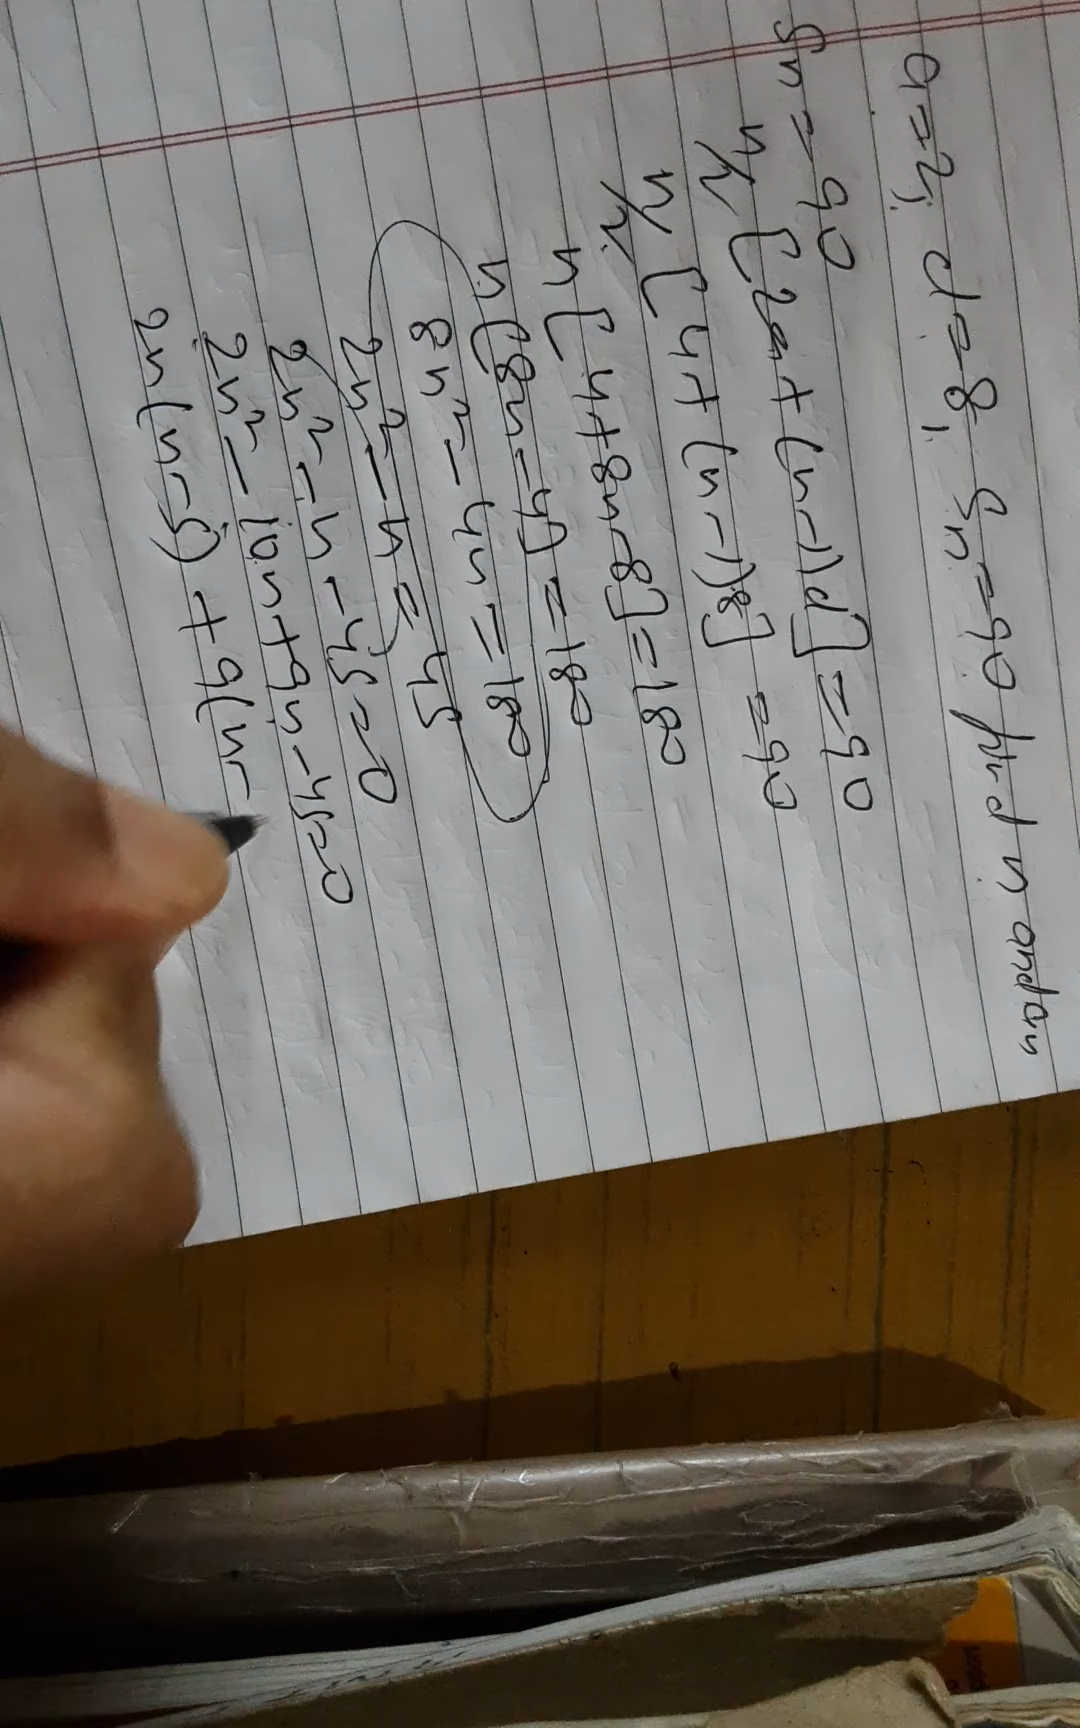 a=2, d=8, Sn=90 find n and an
Sn = 90
n/2 [2a+(n-1)d] = 90
n/2 [4+(n-1)8] = 90
n[4+8n-8]=180
n[8n-4]=180
8n²-4n=180
2n²-n=45
2n²-n-45=0
2n²-10n+9n-45=0
2n(n-5)+9(n-